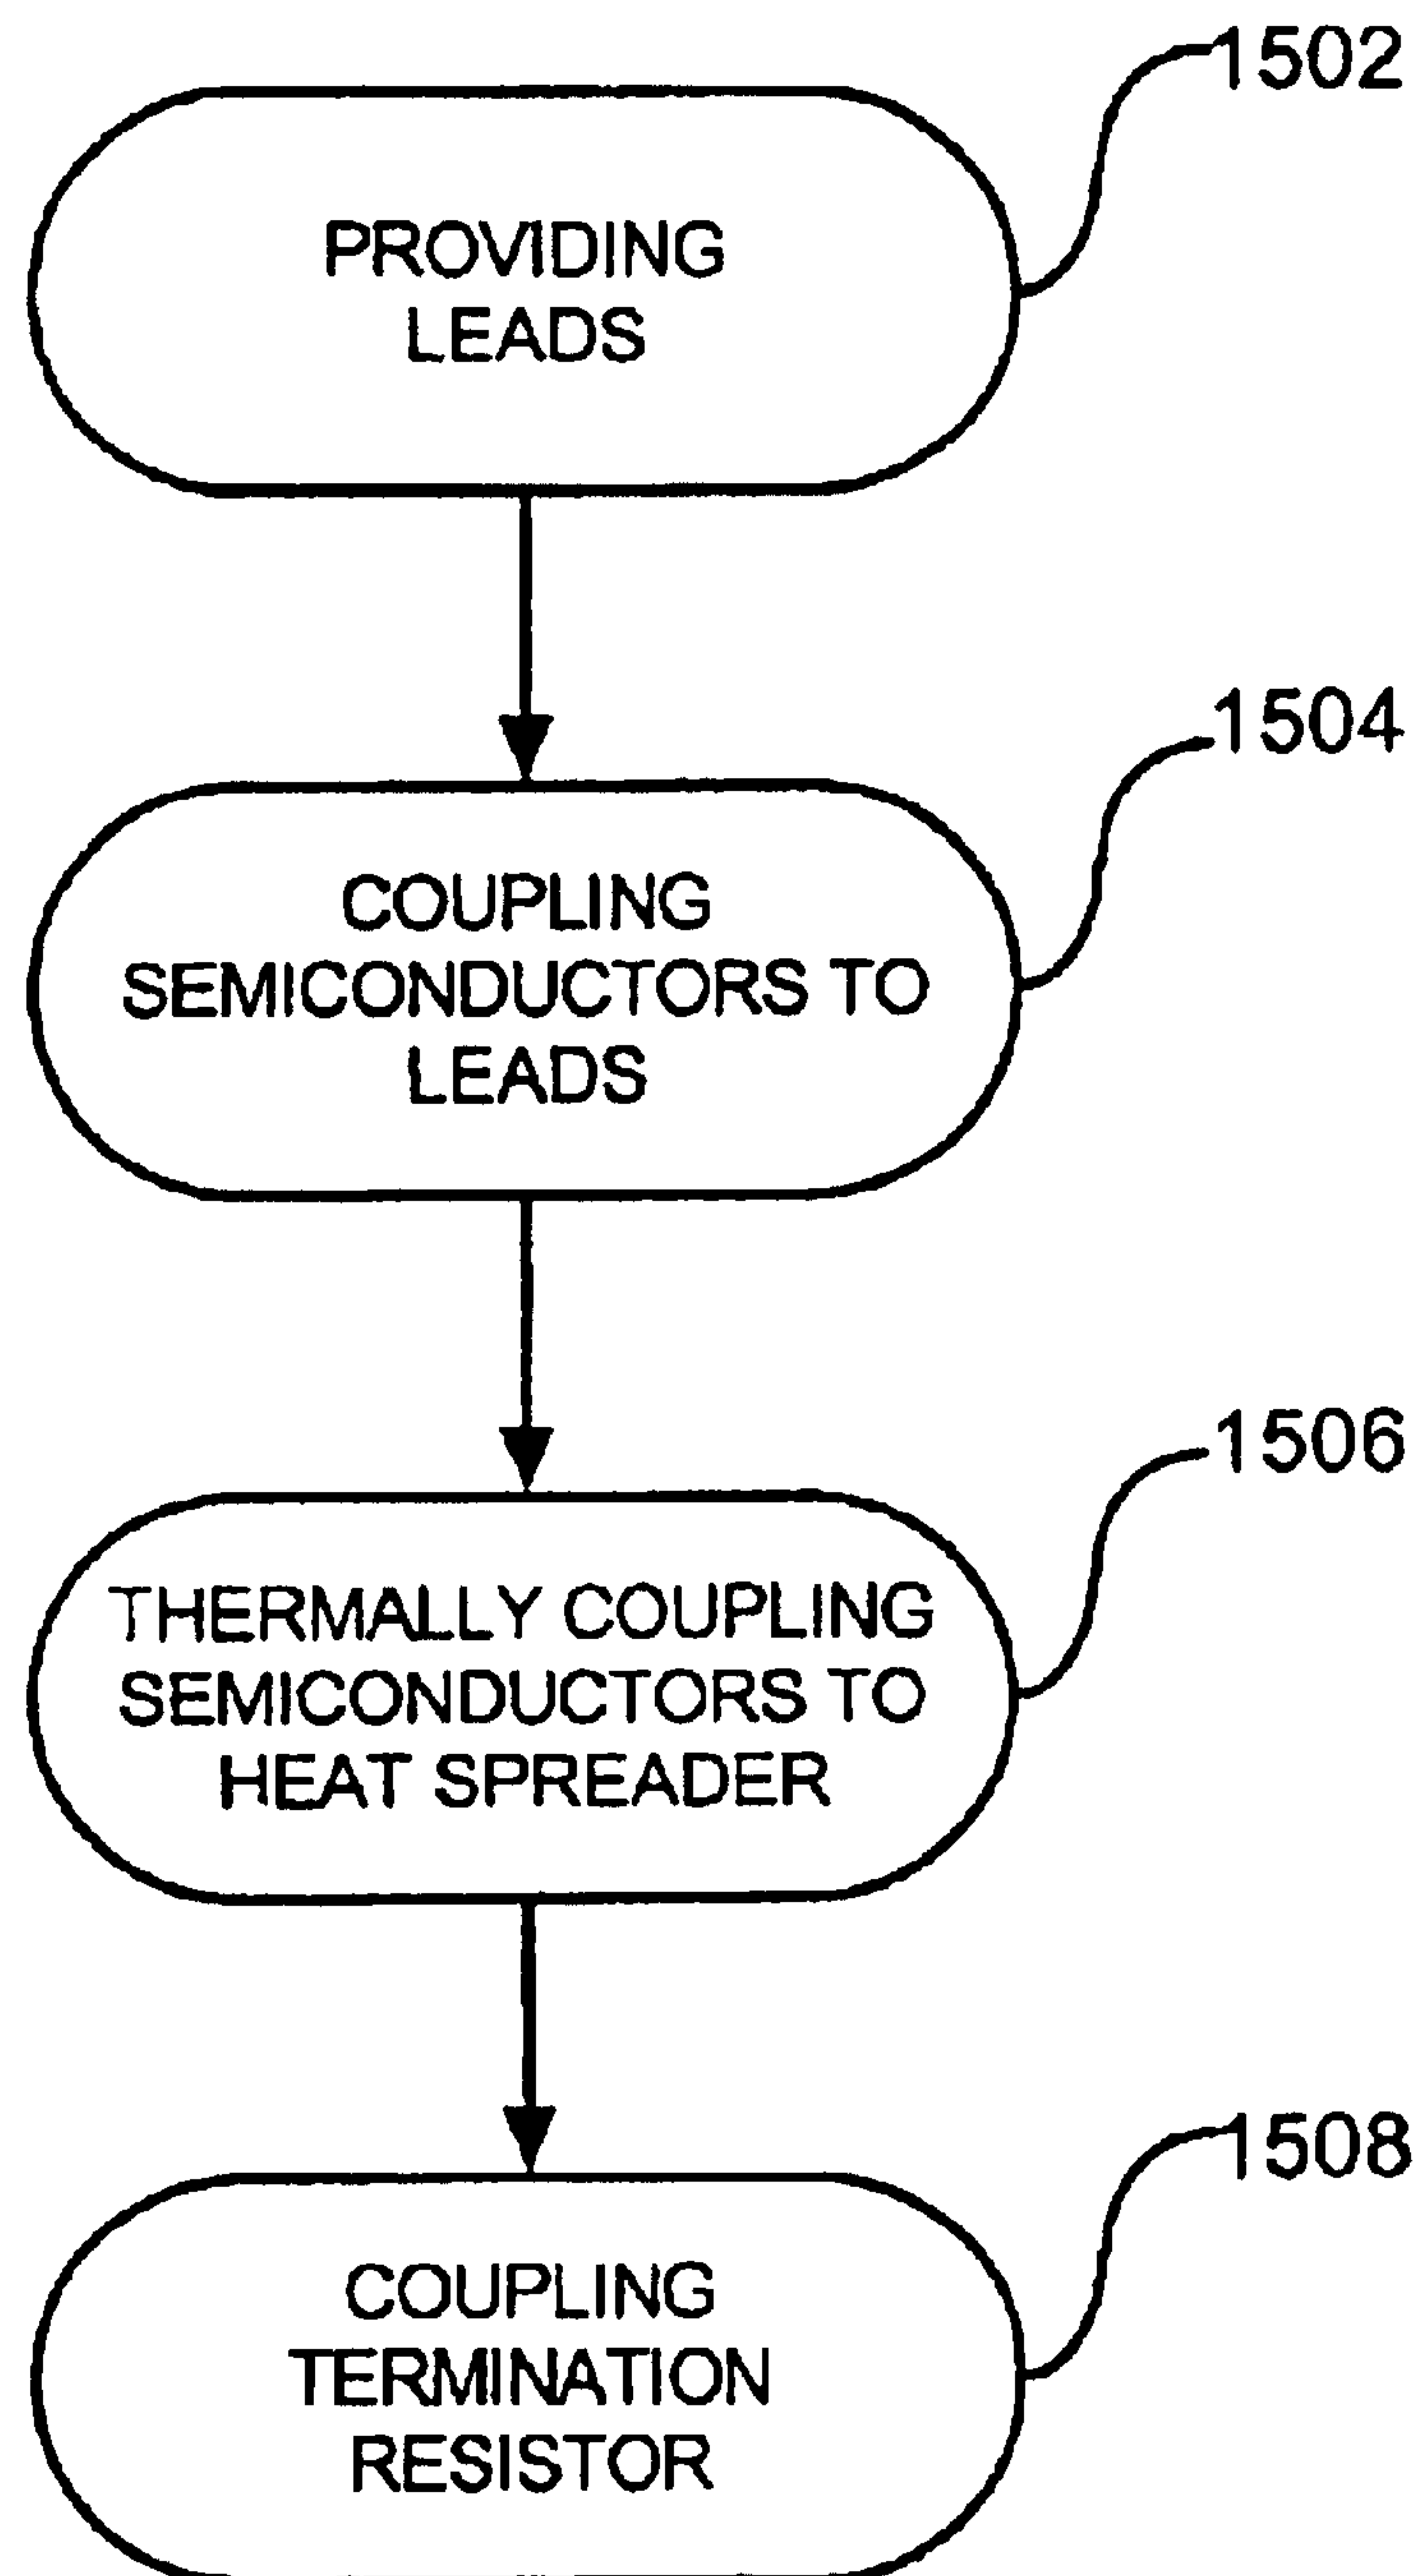 1502
PROVIDING
LEADS
1504
COUPLING
SEMICONDUCTORS TO
LEADS
1506
THERMALLY COUPLING
SEMICONDUCTORS TO
HEAT SPREADER
1508
COUPLING
TERMINATION
RESISTOR